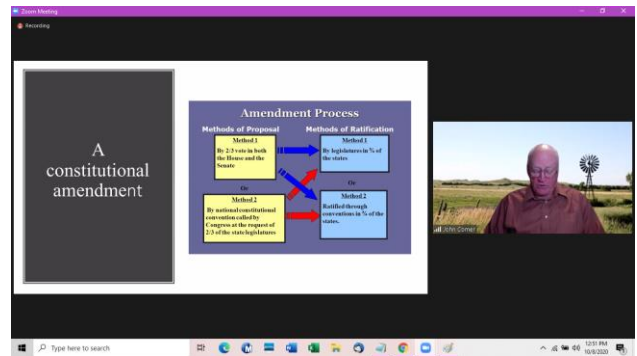 Zoom Meeting
Recording
A
constitutional
amendment
Amendment Process
Methods of Proposal
Methods of Ratification
Method 1
By 2/3 vote in both
the House and the
Senate
Or
Method 2
By national constitutional
convention called by
Congress at the request of
2/3 of the state legislatures
Method 1
By legislatures in ¾ of
the states
Or
Method 2
Ratified through
conventions in ¾ of the
states.
John Comer
Type here to search
12:51 PM
10/8/2020